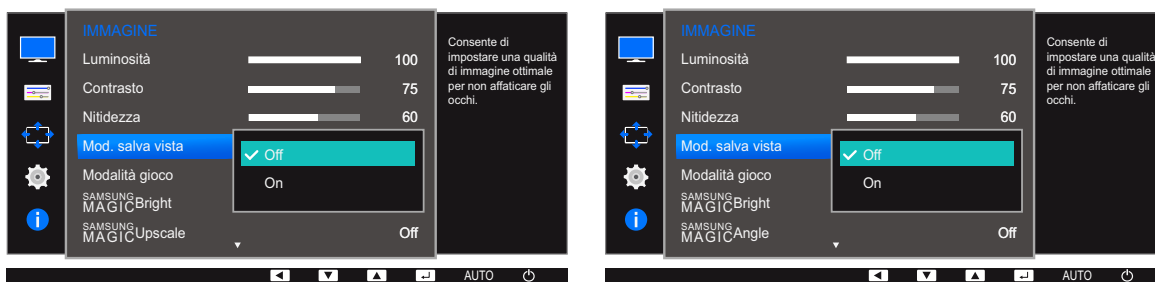 IMMAGINE
Luminosità 100
Contrasto 75
Nitidezza 60
Mod. salva vista
Off
Modalità gioco
On
SAMSUNG
MAGICBright
SAMSUNG
MAGICUpscale Off
Consente di
impostare una qualità
di immagine ottimale
per non affaticare gli
occhi.
AUTO
IMMAGINE
Luminosità 100
Contrasto 75
Nitidezza 60
Mod. salva vista
Off
Modalità gioco
On
SAMSUNG
MAGICBright
SAMSUNG
MAGICAngle Off
Consente di
impostare una qualità
di immagine ottimale
per non affaticare gli
occhi.
AUTO